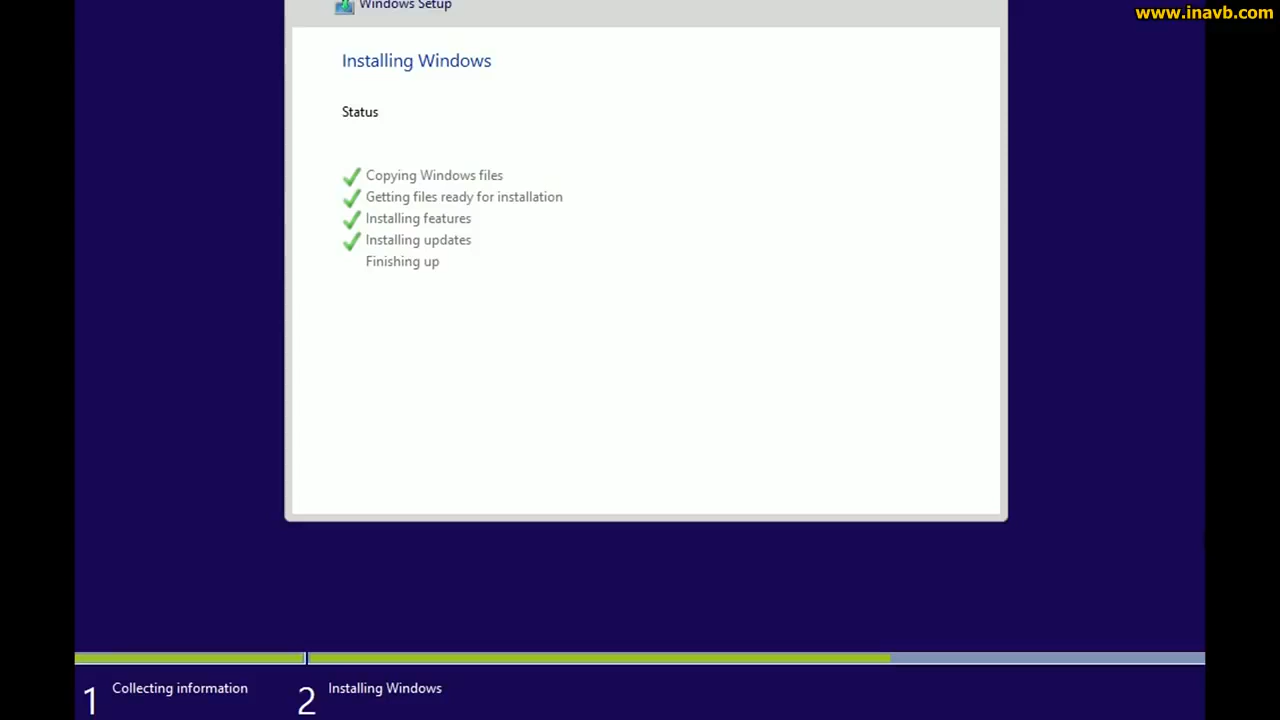 Windows Setup
www.inavb.com
Installing Windows
Status
Copying Windows files
Getting files ready for installation
Installing features
Installing updates
Finishing up
1 Collecting information
2 Installing Windows